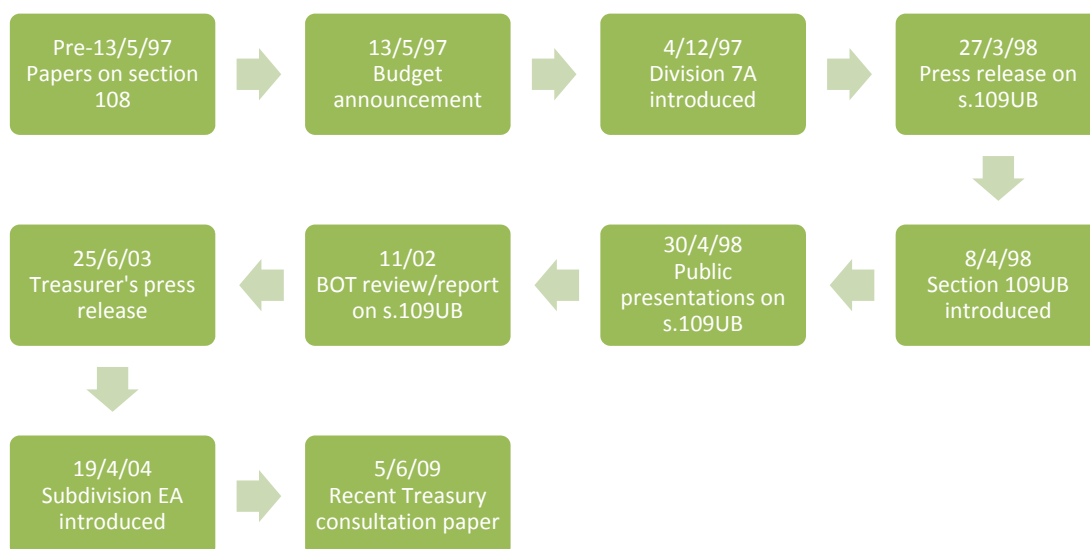 Pre-13/5/97
Papers on section
108
13/5/97
Budget
announcement
4/12/97
Division 7A
introduced
27/3/98
Press release on
s.109UB
8/4/98
Section 109UB
introduced
30/4/98
Public
presentations on
s.109UB
11/02
BOT review/report
on s.109UB
25/6/03
Treasurer's press
release
19/4/04
Subdivision EA
introduced
5/6/09
Recent Treasury
consultation paper